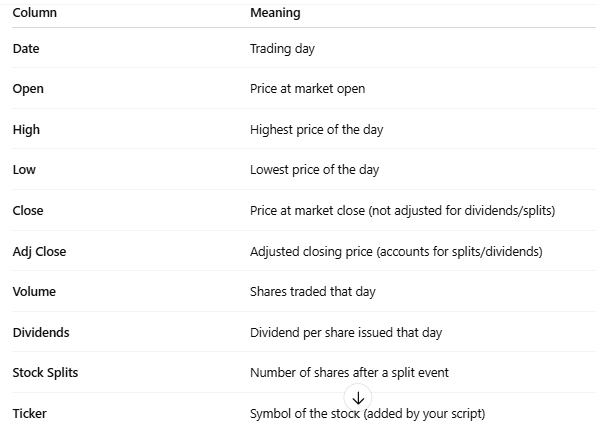 Column Meaning
Date Trading day
Open Price at market open
High Highest price of the day
Low Lowest price of the day
Close Price at market close (not adjusted for dividends/splits)
Adj Close Adjusted closing price (accounts for splits/dividends)
Volume Shares traded that day
Dividends Dividend per share issued that day
Stock Splits Number of shares after a split event
Ticker Symbol of the stock (added by your script)